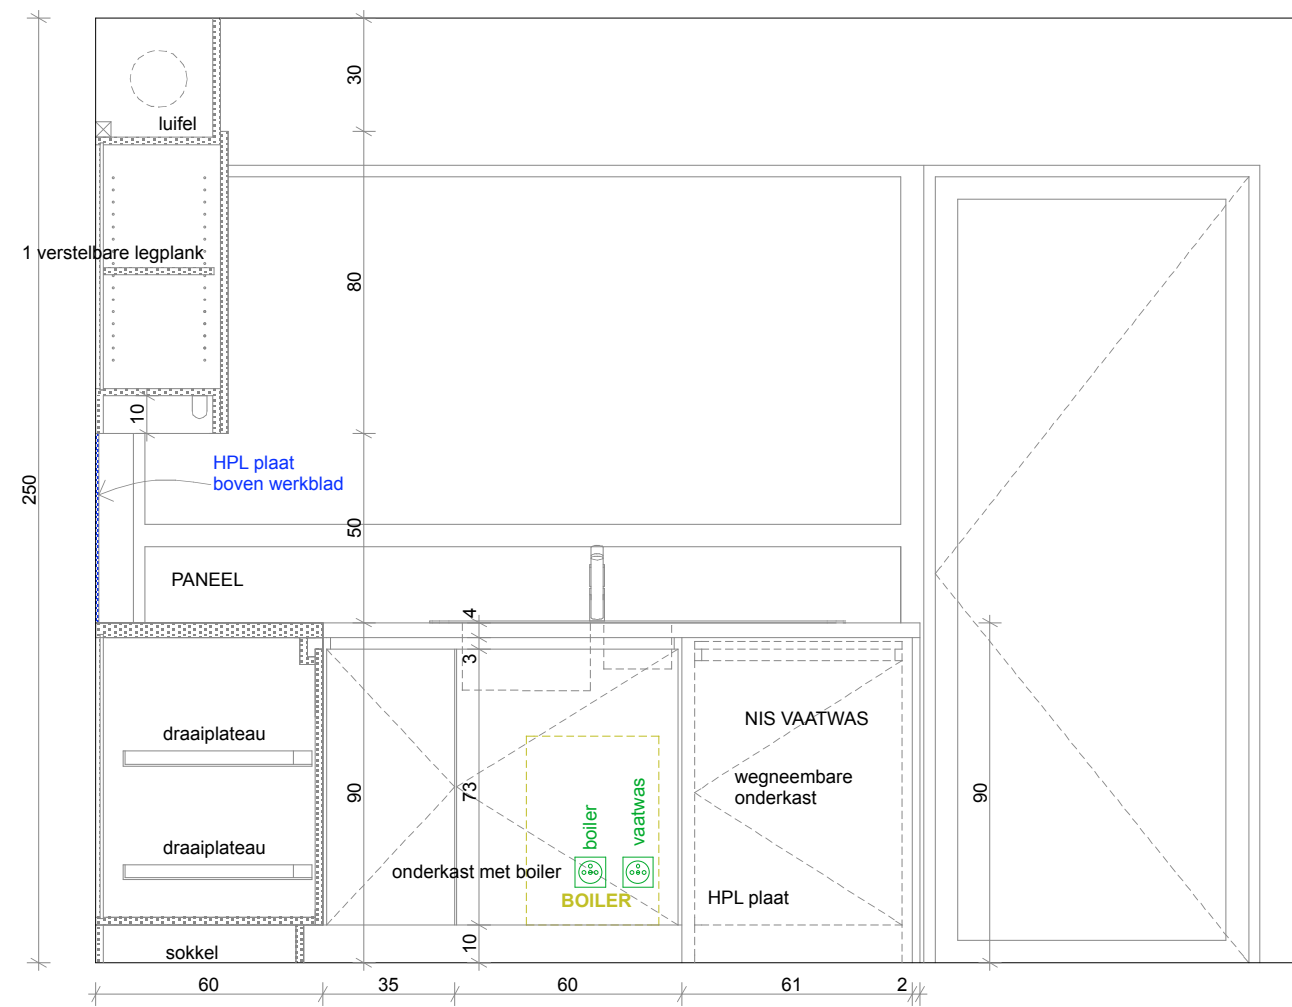 30
luifel
1 verstelbare legplank
80
10
HPL plaat
boven werkblad
250
50
PANEEL
4
3
NIS VAATWAS
draaiplateau
wegneembare
onderkast
90
73
90
boiler
vaatwas
draaiplateau
onderkast met boiler
BOILER
HPL plaat
10
sokkel
60
35
60
61
2